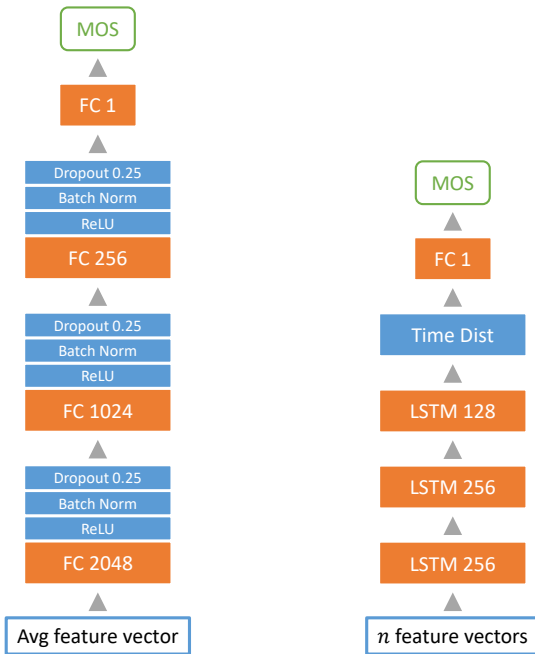 MOS
FC 1
Dropout 0.25
Batch Norm
ReLU
FC 256
Dropout 0.25
Batch Norm
ReLU
FC 1024
Dropout 0.25
Batch Norm
ReLU
FC 2048
Avg feature vector
MOS
FC 1
Time Dist
LSTM 128
LSTM 256
LSTM 256
n feature vectors